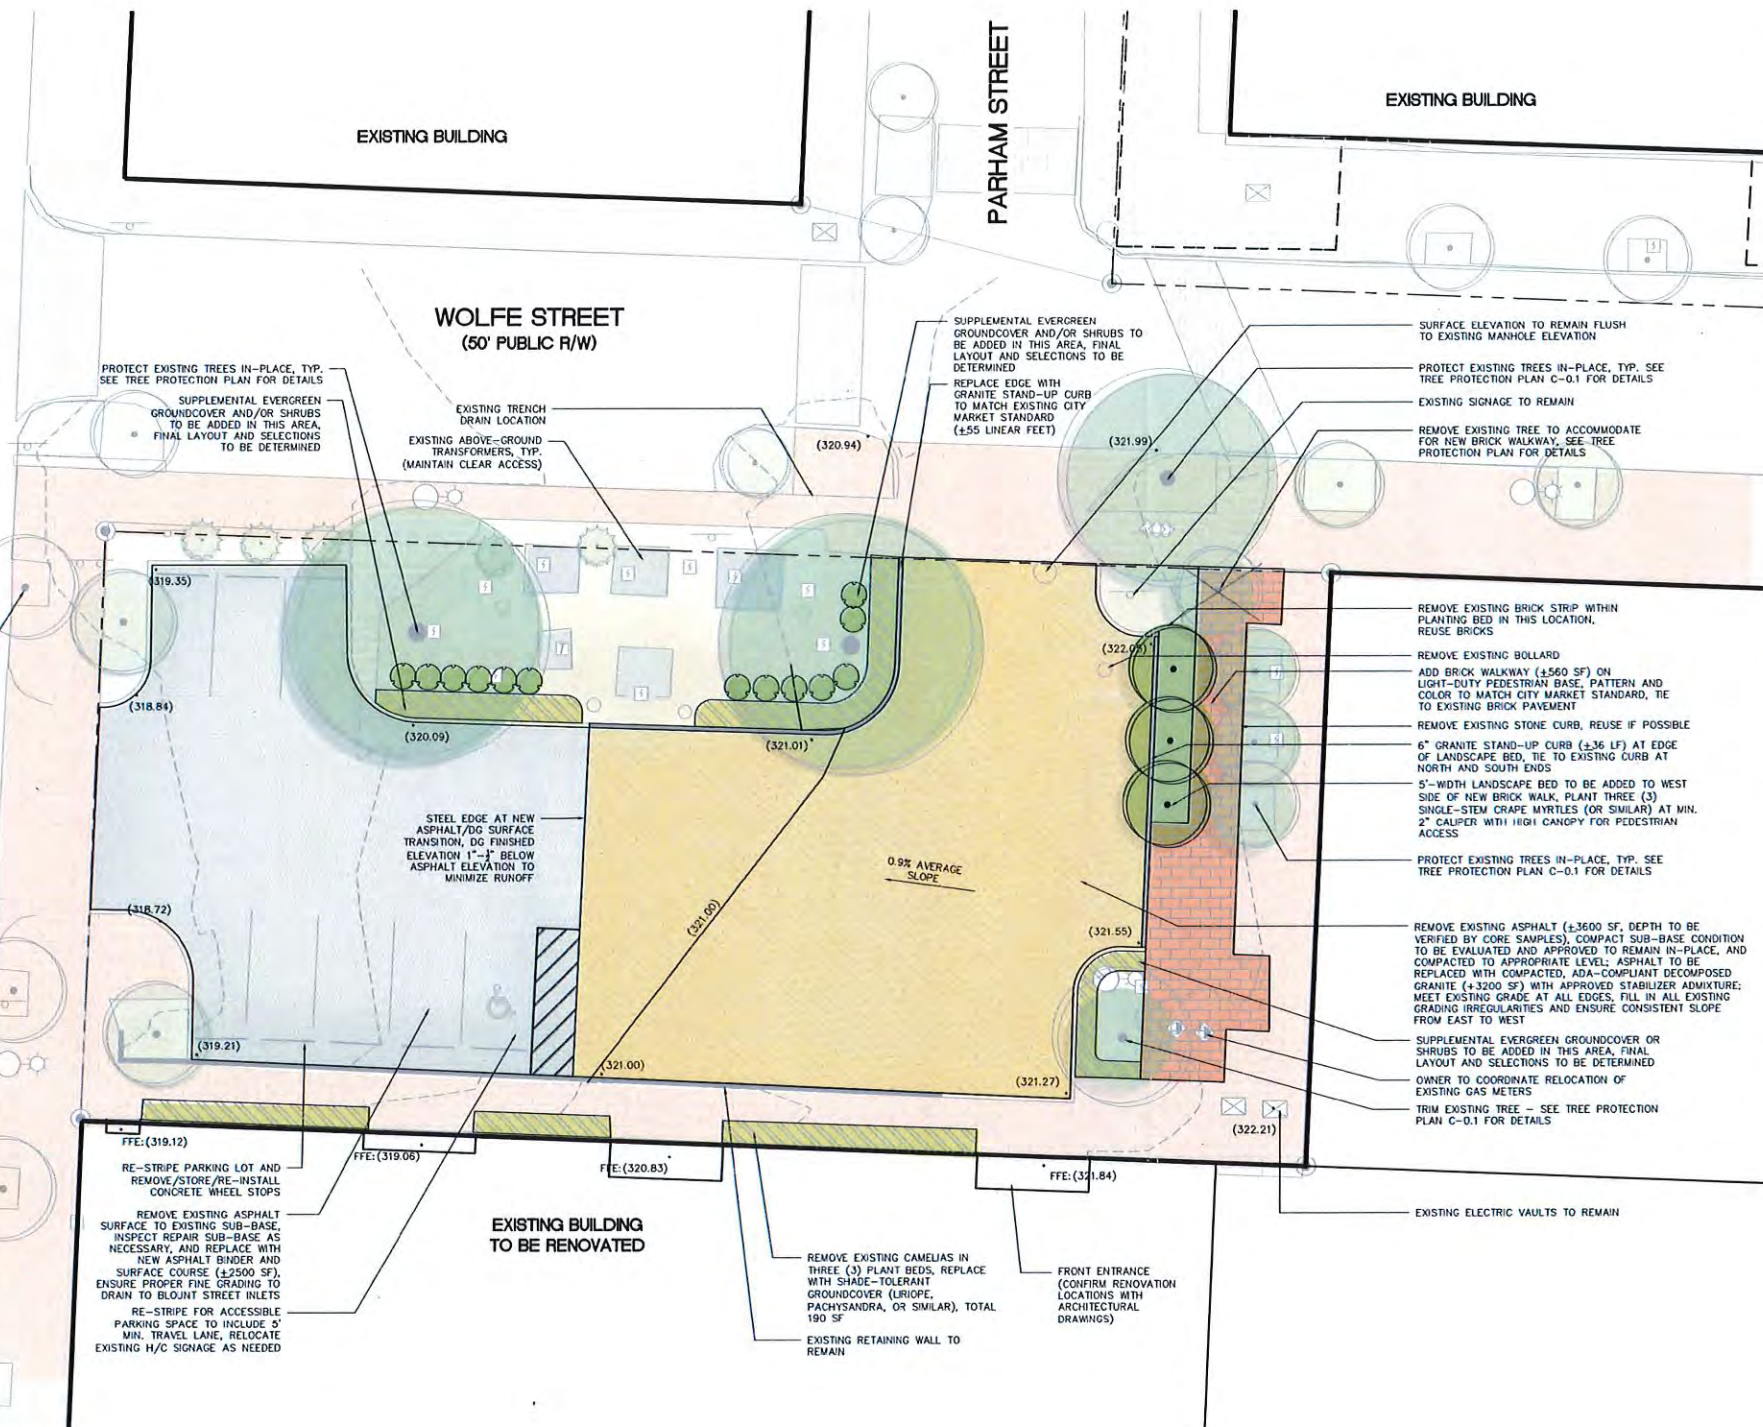 EXISTING BUILDING
PARHAM STREET
EXISTING BUILDING
WOLFE STREET
(50' PUBLIC R/W)
PROTECT EXISTING TREES IN-PLACE, TYP.
SEE TREE PROTECTION PLAN FOR DETAILS
SUPPLEMENTAL EVERGREEN
GROUNDCOVER AND/OR SHRUBS
TO BE ADDED IN THIS AREA,
FINAL LAYOUT AND SELECTIONS
TO BE DETERMINED
EXISTING TRENCH
DRAIN LOCATION
EXISTING ABOVE-GROUND
TRANSFORMERS, TYP.
(MAINTAIN CLEAR ACCESS)
SUPPLEMENTAL EVERGREEN
GROUNDCOVER AND/OR SHRUBS TO
BE ADDED IN THIS AREA, FINAL
LAYOUT AND SELECTIONS TO BE
DETERMINED
REPLACE EDGE WITH
GRANITE STAND-UP CURB
TO MATCH EXISTING CITY
MARKET STANDARD
(±55 LINEAR FEET)
SURFACE ELEVATION TO REMAIN FLUSH
TO EXISTING MANHOLE ELEVATION
PROTECT EXISTING TREES IN-PLACE, TYP. SEE
TREE PROTECTION PLAN C-0.1 FOR DETAILS
EXISTING SIGNAGE TO REMAIN
REMOVE EXISTING TREE TO ACCOMMODATE
FOR NEW BRICK WALKWAY, SEE TREE
PROTECTION PLAN FOR DETAILS
(320.94)
(321.99)
(319.35)
(318.84)
(320.09)
(321.01)
(322.05)
REMOVE EXISTING BRICK STRIP WITHIN
PLANTING BED IN THIS LOCATION,
REUSE BRICKS
REMOVE EXISTING BOLLARD
ADD BRICK WALKWAY (±560 SF) ON
LIGHT-DUTY PEDESTRIAN BASE, PATTERN AND
COLOR TO MATCH CITY MARKET STANDARD, TIE
TO EXISTING BRICK PAVEMENT
REMOVE EXISTING STONE CURB, REUSE IF POSSIBLE
6" GRANITE STAND-UP CURB (±36 LF) AT EDGE
OF LANDSCAPE BED, TIE TO EXISTING CURB AT
NORTH AND SOUTH ENDS
5'-WIDTH LANDSCAPE BED TO BE ADDED TO WEST
SIDE OF NEW BRICK WALK, PLANT THREE (3)
SINGLE-STEM CRAPE MYRTLES (OR SIMILAR) AT MIN.
2" CALIPER WITH HIGH CANOPY FOR PEDESTRIAN
ACCESS
PROTECT EXISTING TREES IN-PLACE, TYP. SEE
TREE PROTECTION PLAN C-0.1 FOR DETAILS
STEEL EDGE AT NEW
ASPHALT/DG SURFACE
TRANSITION, DG FINISHED
ELEVATION 1"-½" BELOW
ASPHALT ELEVATION TO
MINIMIZE RUNOFF
0.9% AVERAGE
SLOPE
(321.00)
(318.72)
(321.55)
REMOVE EXISTING ASPHALT (±3600 SF, DEPTH TO BE
VERIFIED BY CORE SAMPLES), COMPACT SUB-BASE CONDITION
TO BE EVALUATED AND APPROVED TO REMAIN IN-PLACE, AND
COMPACTED TO APPROPRIATE LEVEL; ASPHALT TO BE
REPLACED WITH COMPACTED, ADA-COMPLIANT DECOMPOSED
GRANITE (+3200 SF) WITH APPROVED STABILIZER ADMIXTURE;
MEET EXISTING GRADE AT ALL EDGES, FILL IN ALL EXISTING
GRADING IRREGULARITIES AND ENSURE CONSISTENT SLOPE
FROM EAST TO WEST
SUPPLEMENTAL EVERGREEN GROUNDCOVER OR
SHRUBS TO BE ADDED IN THIS AREA, FINAL
LAYOUT AND SELECTIONS TO BE DETERMINED
OWNER TO COORDINATE RELOCATION OF
EXISTING GAS METERS
TRIM EXISTING TREE – SEE TREE PROTECTION
PLAN C-0.1 FOR DETAILS
(319.21)
(321.00)
(321.27)
(322.21)
FFE:(319.12)
FFE:(319.06)
FFE:(320.83)
FFE:(321.84)
RE-STRIPE PARKING LOT AND
REMOVE/STORE/RE-INSTALL
CONCRETE WHEEL STOPS
REMOVE EXISTING ASPHALT
SURFACE TO EXISTING SUB-BASE,
INSPECT REPAIR SUB-BASE AS
NECESSARY, AND REPLACE WITH
NEW ASPHALT BINDER AND
SURFACE COURSE (±2500 SF),
ENSURE PROPER FINE GRADING TO
DRAIN TO BLOUNT STREET INLETS
RE-STRIPE FOR ACCESSIBLE
PARKING SPACE TO INCLUDE 5'
MIN. TRAVEL LANE, RELOCATE
EXISTING H/C SIGNAGE AS NEEDED
EXISTING BUILDING
TO BE RENOVATED
REMOVE EXISTING CAMELIAS IN
THREE (3) PLANT BEDS, REPLACE
WITH SHADE-TOLERANT
GROUNDCOVER (LIRIOPE,
PACHYSANDRA, OR SIMILAR), TOTAL
190 SF
EXISTING RETAINING WALL TO
REMAIN
FRONT ENTRANCE
(CONFIRM RENOVATION
LOCATIONS WITH
ARCHITECTURAL
DRAWINGS)
EXISTING ELECTRIC VAULTS TO REMAIN